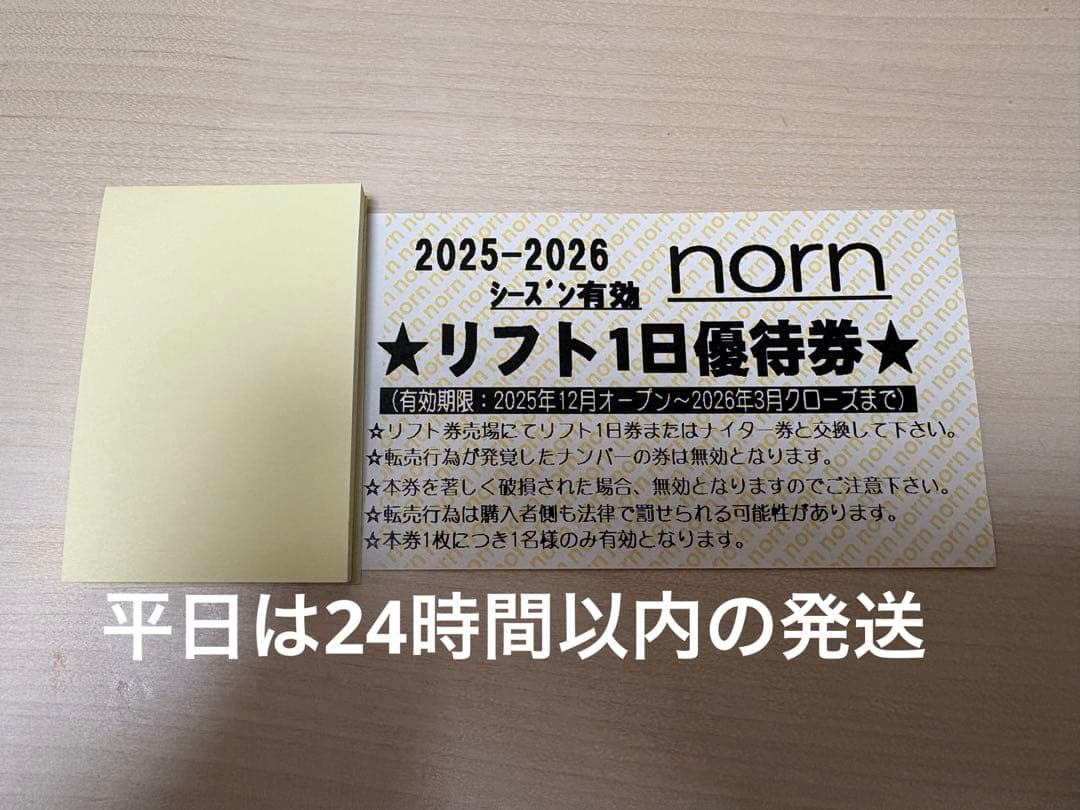 2025-2026
norn
シーズン有効
★リフト1日優待券★
(有効期限：2025年12月オープン～2026年3月クローズまで)
☆リフト券売場にてリフト1日券またはナイター券と交換して下さい。
☆転売行為が発覚したナンバーの券は無効となります。
☆本券を著しく破損された場合、無効となりますのでご注意下さい。
☆転売行為は購入者側も法律で罰せられる可能性があります。
☆本券1枚につき1名様のみ有効となります。
平日は24時間以内の発送